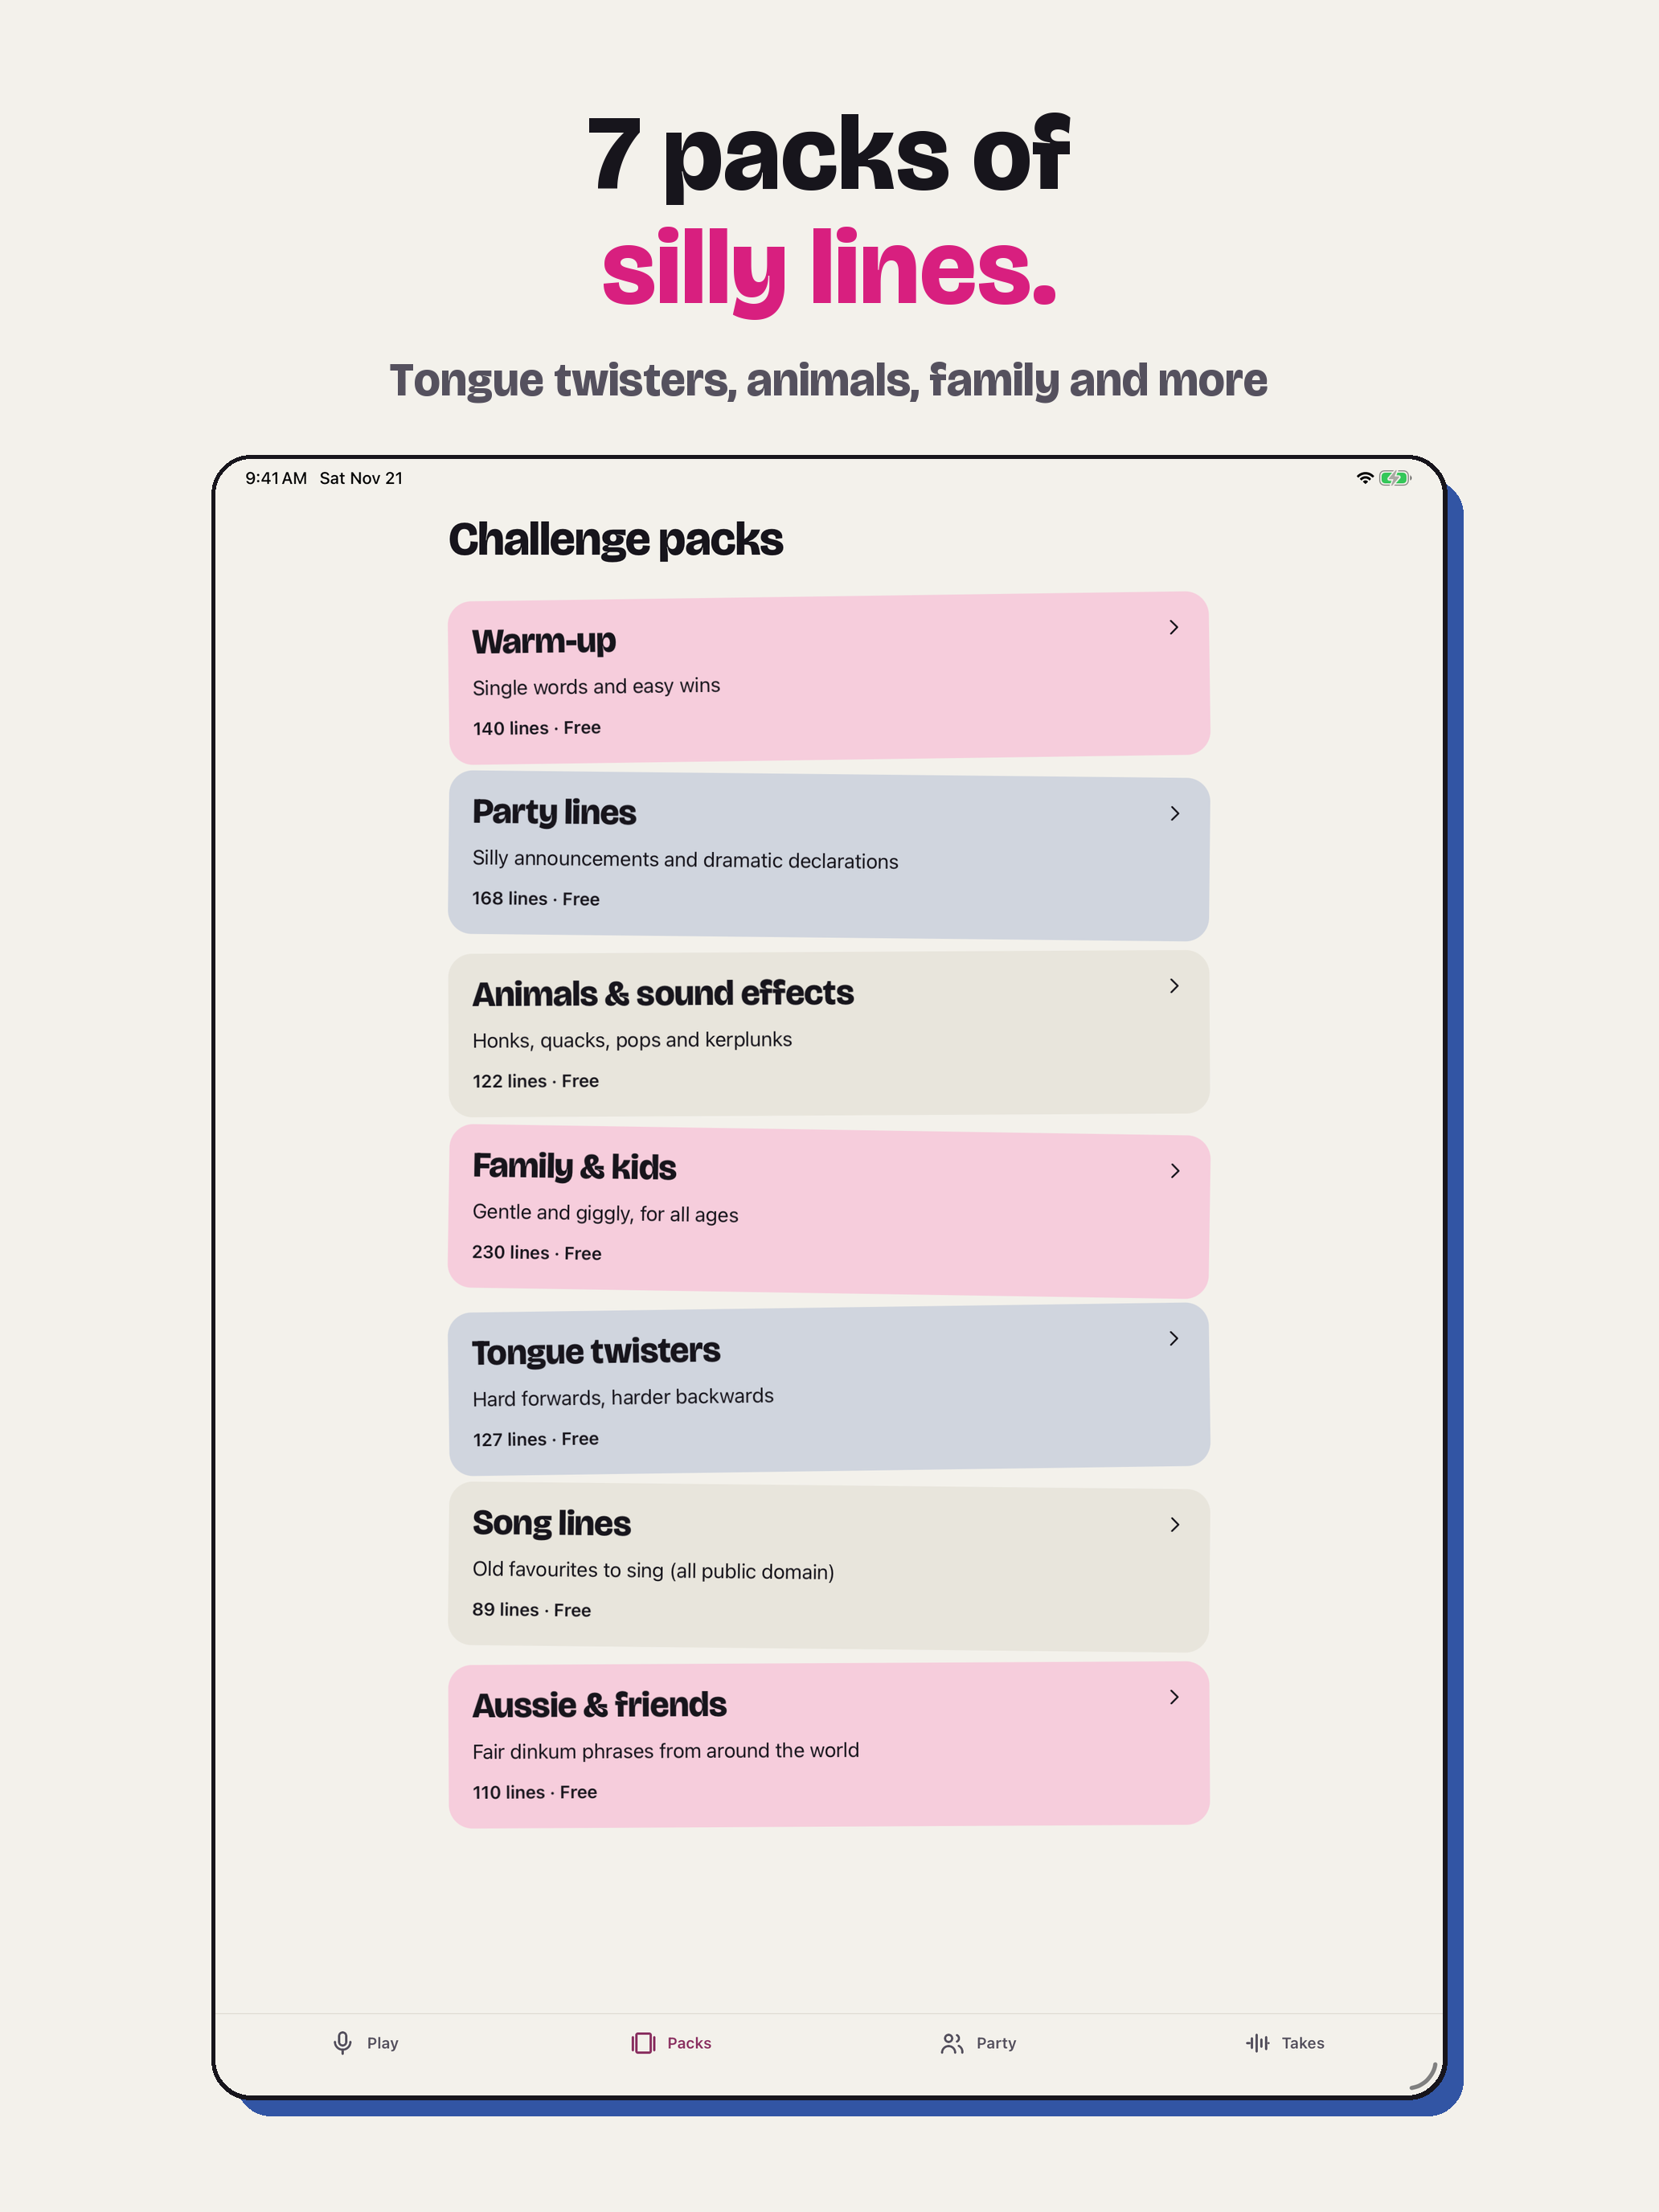 7 packs of
silly lines.
Tongue twisters, animals, family and more
9:41 AM Sat Nov 21
Challenge packs
Warm-up
Single words and easy wins
140 lines · Free
Party lines
Silly announcements and dramatic declarations
168 lines · Free
Animals & sound effects
Honks, quacks, pops and kerplunks
122 lines · Free
Family & kids
Gentle and giggly, for all ages
230 lines · Free
Tongue twisters
Hard forwards, harder backwards
127 lines · Free
Song lines
Old favourites to sing (all public domain)
89 lines · Free
Aussie & friends
Fair dinkum phrases from around the world
110 lines · Free
Play Packs Party Takes